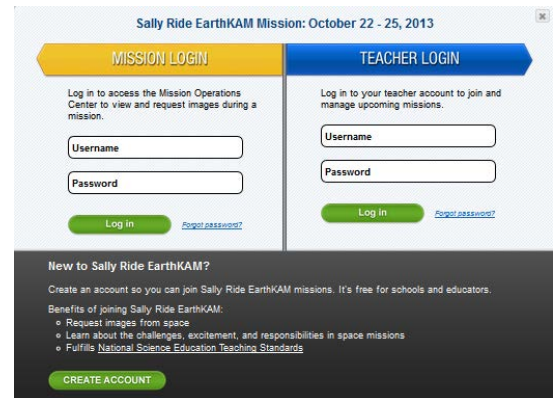 Sally Ride EarthKAM Mission: October 22 - 25, 2013
MISSION LOGIN
Log in to access the Mission Operations
Center to view and request images during a
mission.
Username
Password
Log in
Forgot password?
TEACHER LOGIN
Log in to your teacher account to join and
manage upcoming missions.
Username
Password
Log in
Forgot password?
New to Sally Ride EarthKAM?
Create an account so you can join Sally Ride EarthKAM missions. It's free for schools and educators.
Benefits of joining Sally Ride EarthKAM:
Request images from space
Learn about the challenges, excitement, and responsibilities in space missions
Fulfills National Science Education Teaching Standards
CREATE ACCOUNT